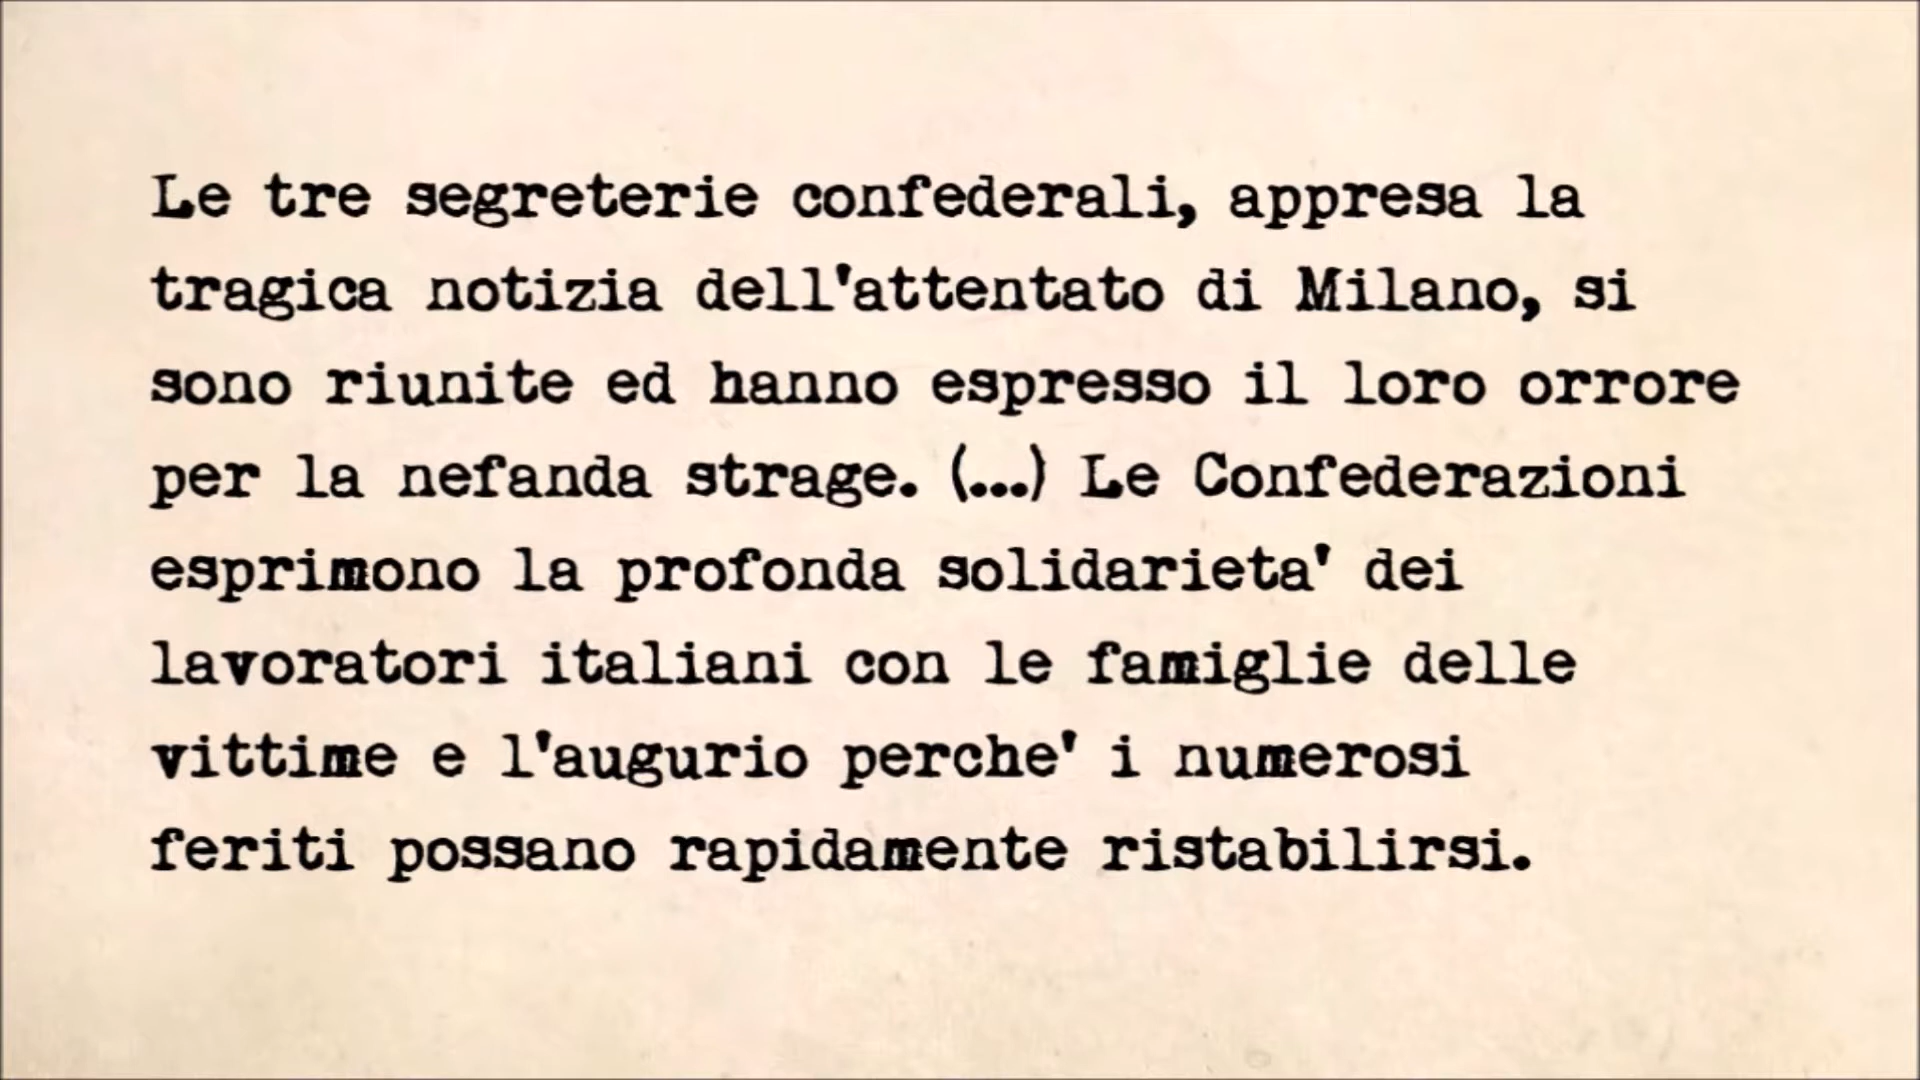 Le tre segreterie confederali, appresa la
tragica notizia dell'attentato di Milano, si
sono riunite ed hanno espresso il loro orrore
per la nefanda strage. (...) Le Confederazioni
esprimono la profonda solidarieta' dei
lavoratori italiani con le famiglie delle
vittime e l'augurio perche' i numerosi
feriti possano rapidamente ristabilirsi.